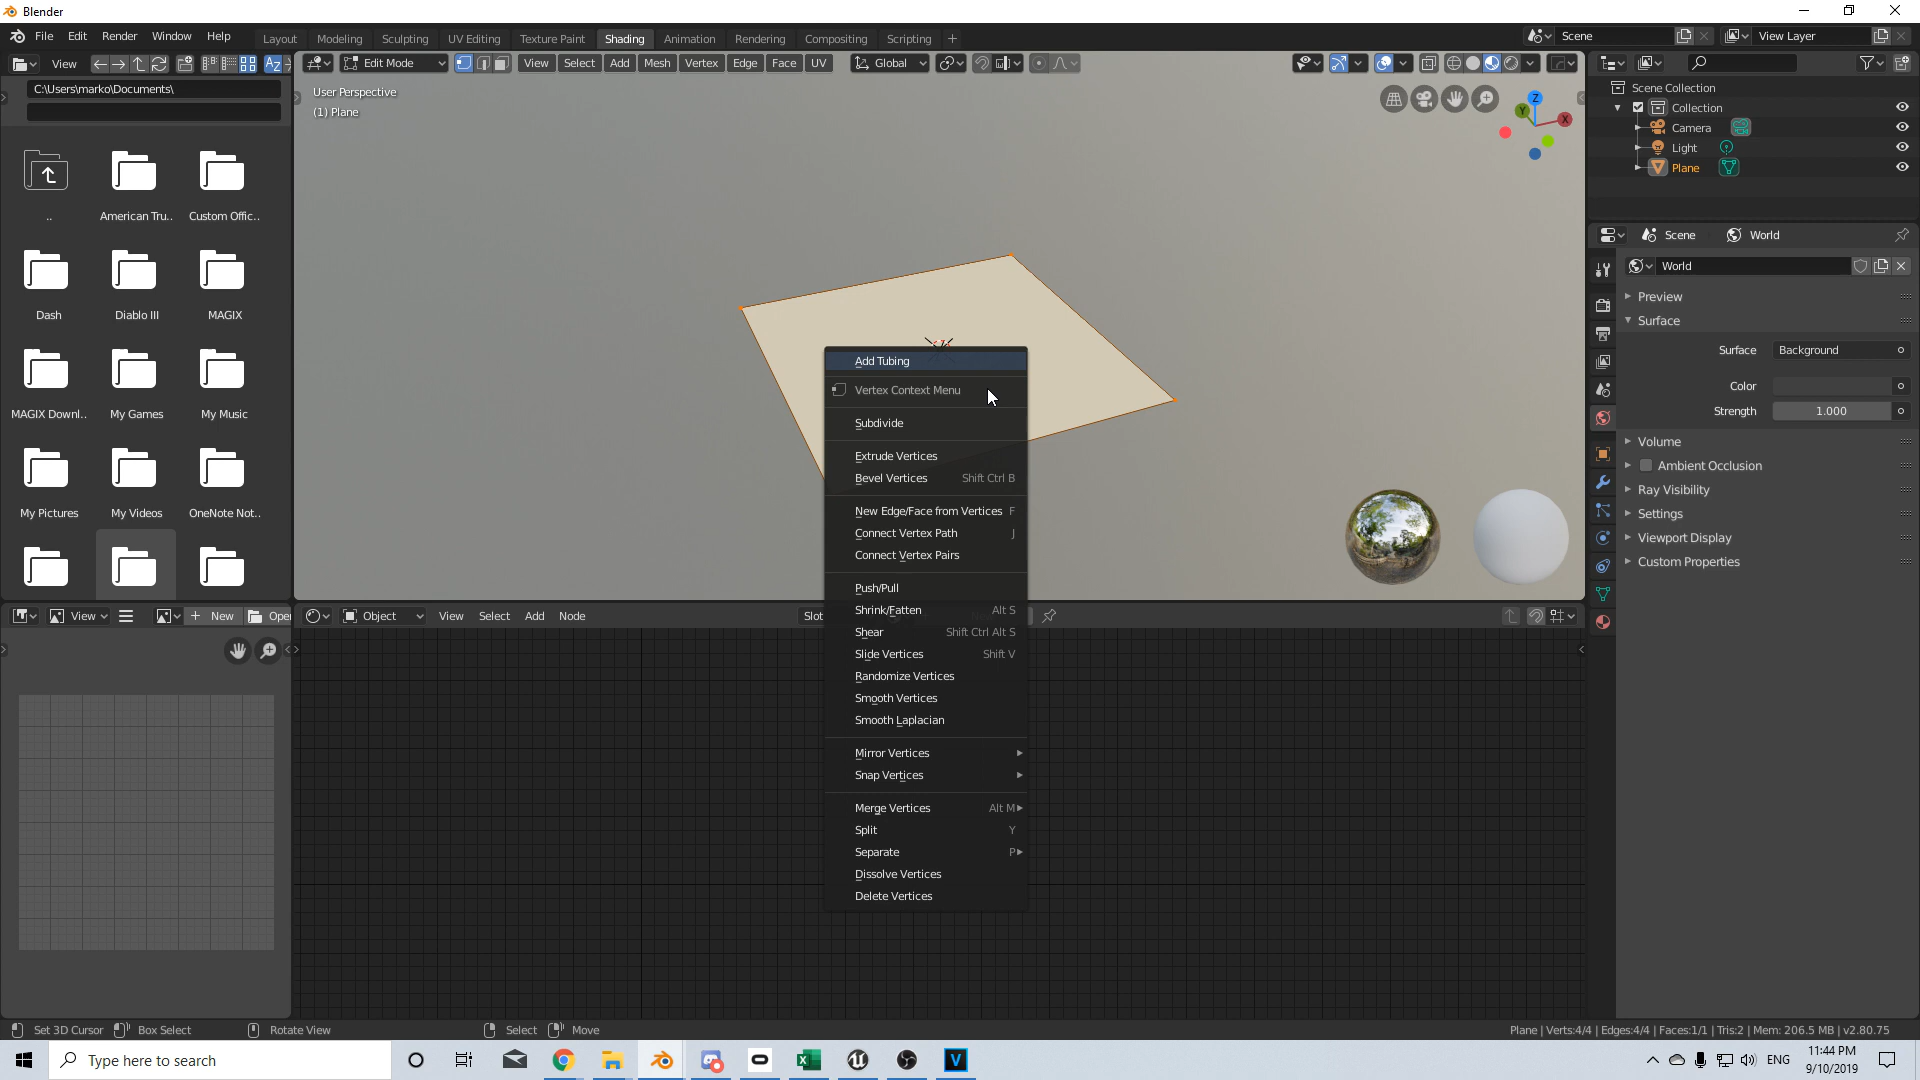 Blender
File Edit Render Window Help
Layout Modeling Sculpting UV Editing Texture Paint Shading Animation Rendering Compositing Scripting +
Scene
View Layer
View
Edit Mode
View Select Add Mesh Vertex Edge Face UV
Global
C:\Users\marko\Documents\
User Perspective
(1) Plane
Z
Y
X
Scene Collection
Collection
Camera
Light
Plane
..
American Tru..
Custom Offic..
Dash
Diablo III
MAGIX
MAGIX Downl..
My Games
My Music
My Pictures
My Videos
OneNote Not..
Add Tubing
Vertex Context Menu
Subdivide
Extrude Vertices
Bevel Vertices Shift Ctrl B
New Edge/Face from Vertices F
Connect Vertex Path J
Connect Vertex Pairs
Push/Pull
Shrink/Fatten Alt S
Shear Shift Ctrl Alt S
Slide Vertices Shift V
Randomize Vertices
Smooth Vertices
Smooth Laplacian
Mirror Vertices
Snap Vertices
Merge Vertices Alt M
Split Y
Separate P
Dissolve Vertices
Delete Vertices
Scene World
World
Preview
Surface
Surface Background
Color
Strength 1.000
Volume
Ambient Occlusion
Ray Visibility
Settings
Viewport Display
Custom Properties
View
New
Open
Object
View Select Add Node
Slot
Set 3D Cursor
Box Select
Rotate View
Select
Move
Plane | Verts:4/4 | Edges:4/4 | Faces:1/1 | Tris:2 | Mem: 206.5 MB | v2.80.75
Type here to search
ENG
11:44 PM
9/10/2019